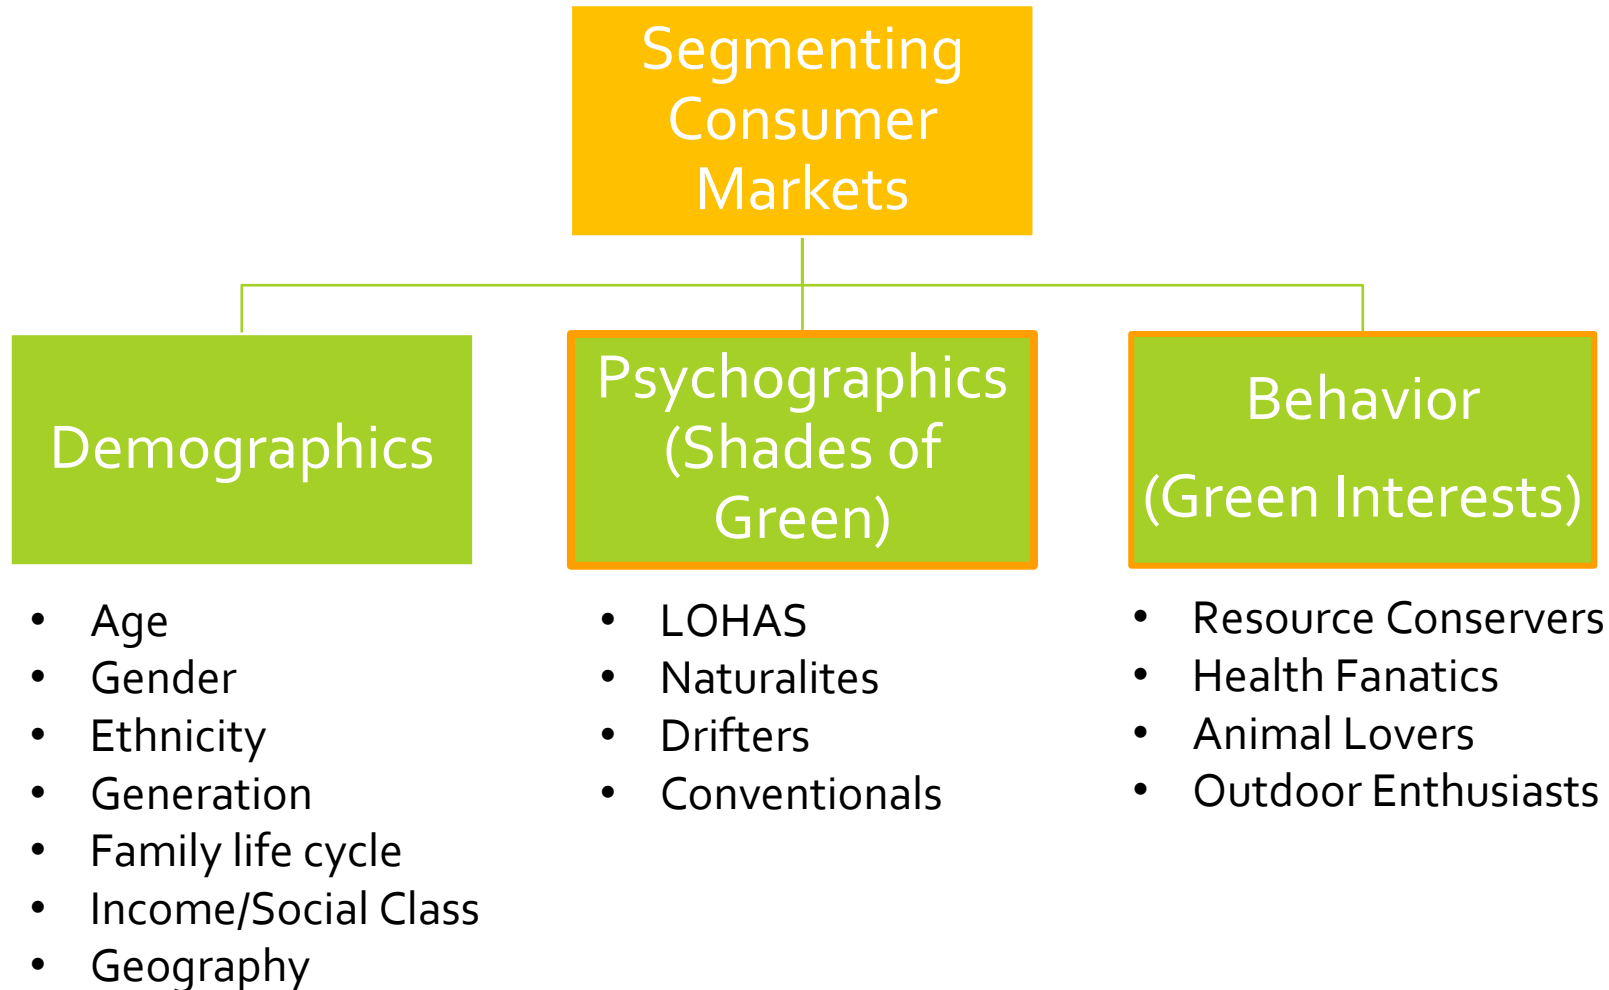 Segmenting
Consumer
Markets
Demographics
Psychographics
(Shades of
Green)
Behavior
(Green Interests)
• Age
• Gender
• Ethnicity
• Generation
• Family life cycle
• Income/Social Class
• Geography
• LOHAS
• Naturalites
• Drifters
• Conventionals
• Resource Conservers
• Health Fanatics
• Animal Lovers
• Outdoor Enthusiasts